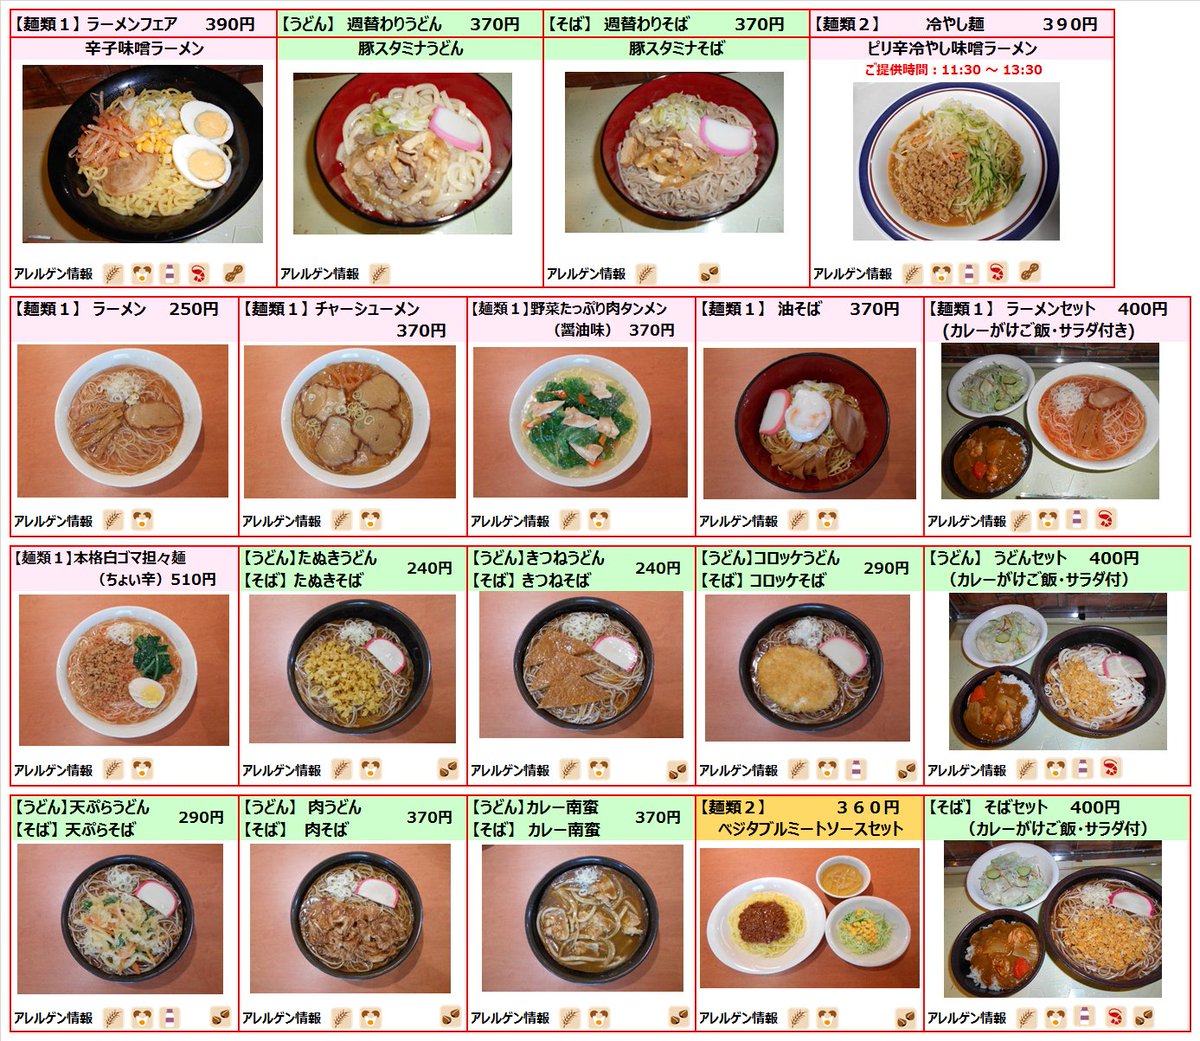 【麺類１】 ラーメンフェア 390円
辛子味噌ラーメン
アレルゲン情報
【うどん】 週替わりうどん 370円
豚スタミナうどん
アレルゲン情報
【そば】 週替わりそば 370円
豚スタミナそば
アレルゲン情報
【麺類２】 冷やし麺 ３９０円
ピリ辛冷やし味噌ラーメン
ご提供時間：11:30 ～ 13:30
アレルゲン情報
【麺類１】 ラーメン 250円
アレルゲン情報
【麺類１】 チャーシューメン
370円
アレルゲン情報
【麺類１】野菜たっぷり肉タンメン
（醤油味） 370円
アレルゲン情報
【麺類１】 油そば 370円
アレルゲン情報
【麺類１】 ラーメンセット 400円
(カレーがけご飯・サラダ付き)
アレルゲン情報
【麺類１】本格白ゴマ担々麺
（ちょい辛）510円
アレルゲン情報
【うどん】たぬきうどん
【そば】 たぬきそば 240円
アレルゲン情報
【うどん】きつねうどん
【そば】 きつねそば 240円
アレルゲン情報
【うどん】コロッケうどん
【そば】 コロッケそば 290円
アレルゲン情報
【うどん】 うどんセット 400円
（カレーがけご飯・サラダ付）
アレルゲン情報
【うどん】天ぷらうどん
【そば】 天ぷらそば 290円
アレルゲン情報
【うどん】 肉うどん
【そば】 肉そば 370円
アレルゲン情報
【うどん】カレー南蛮
【そば】 カレー南蛮 370円
アレルゲン情報
【麺類２】 ３６０円
ベジタブルミートソースセット
アレルゲン情報
【そば】 そばセット 400円
（カレーがけご飯・サラダ付）
アレルゲン情報